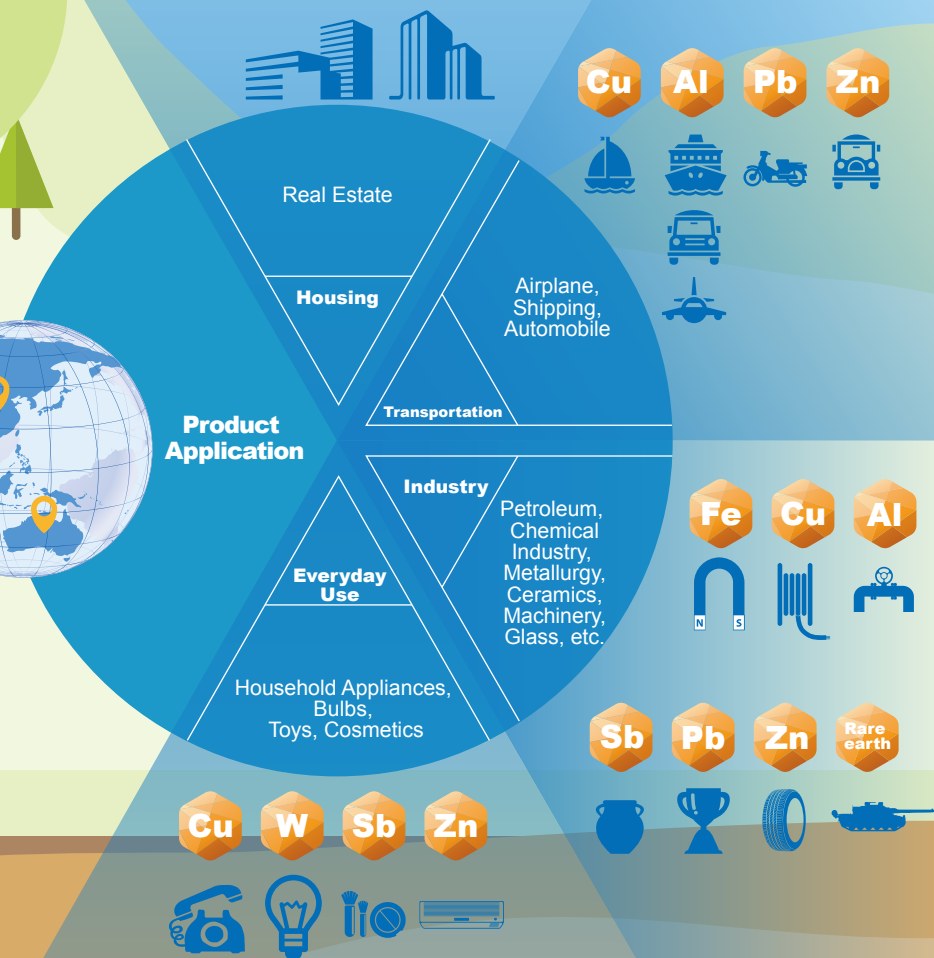 Cu Al Pb Zn
Real Estate
Housing
Airplane,
Shipping,
Automobile
Transportation
Product
Application
Industry
Petroleum,
Chemical
Industry,
Metallurgy,
Ceramics,
Machinery,
Glass, etc.
Fe Cu Al
N S
Everyday
Use
Household Appliances,
Bulbs,
Toys, Cosmetics
Sb Pb Zn Rare
earth
Cu W Sb Zn